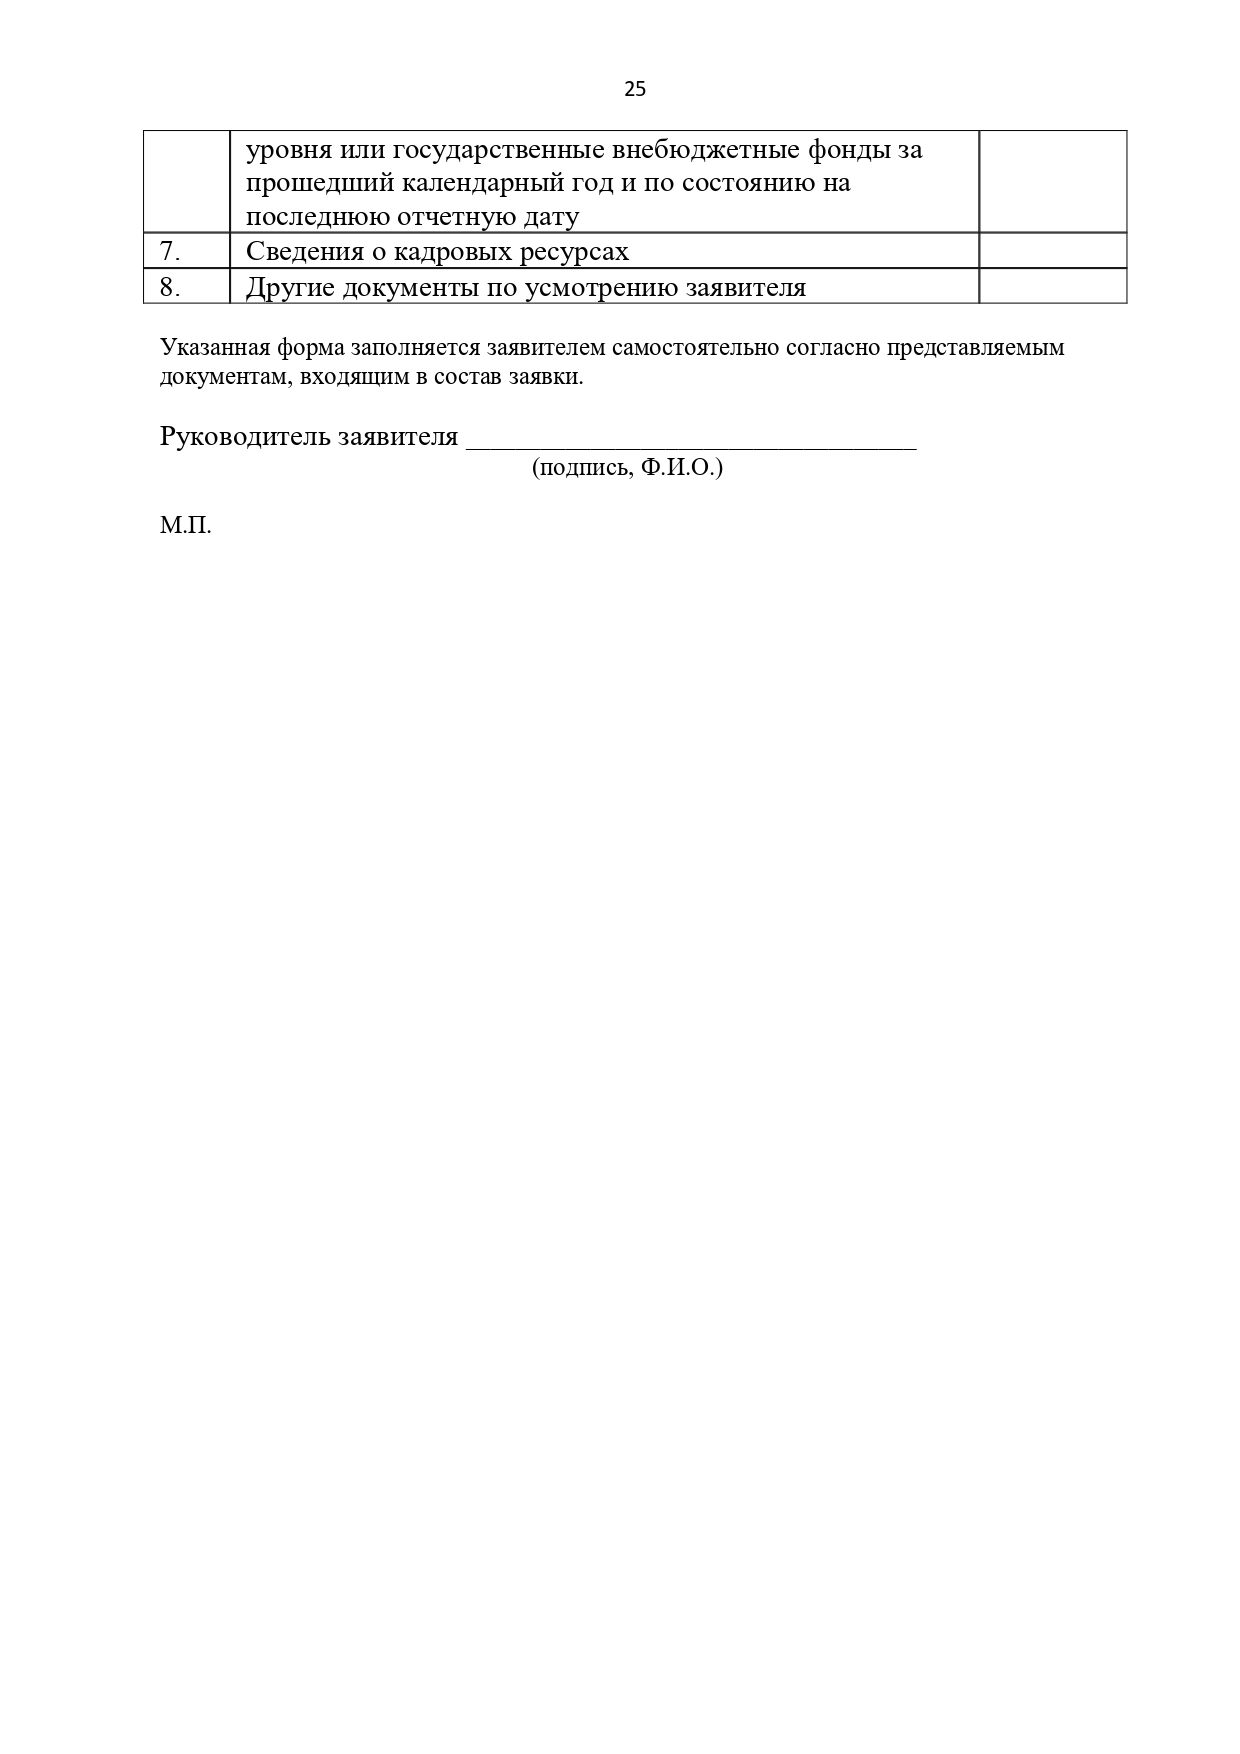 25
уровня или государственные внебюджетные фонды за
прошедший календарный год и по состоянию на
последнюю отчетную дату
7. Сведения о кадровых ресурсах
8. Другие документы по усмотрению заявителя
Указанная форма заполняется заявителем самостоятельно согласно представляемым
документам, входящим в состав заявки.
Руководитель заявителя ________________________________
(подпись, Ф.И.О.)
М.П.